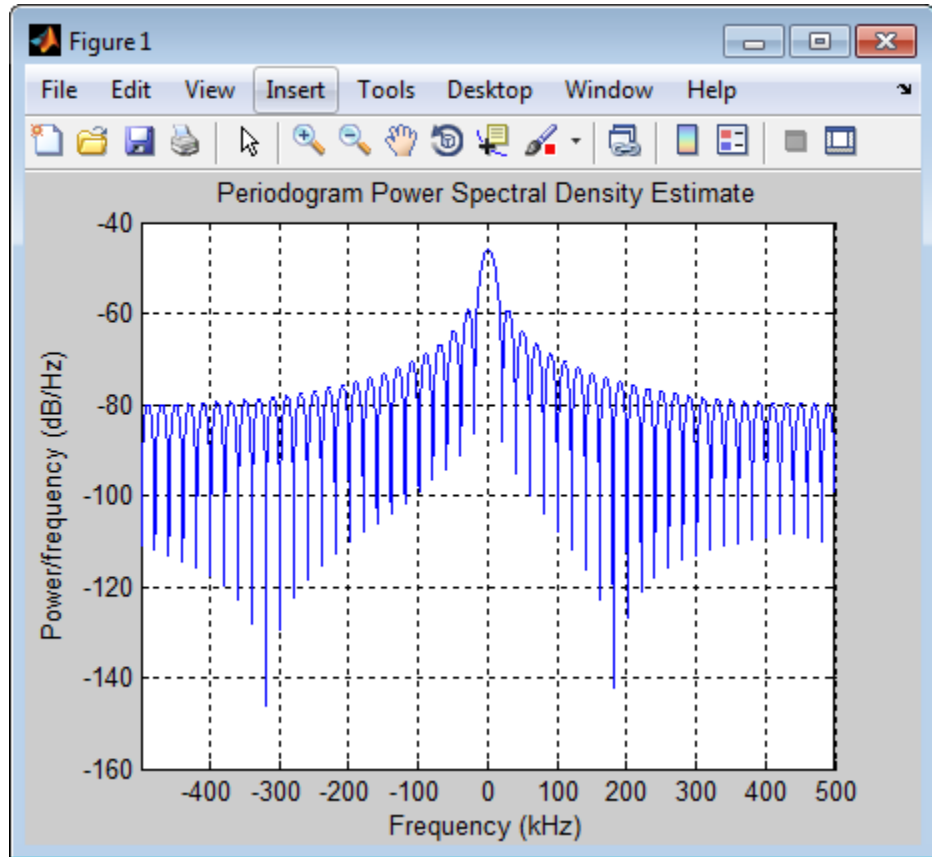 Figure 1
File Edit View Insert Tools Desktop Window Help
Periodogram Power Spectral Density Estimate
Power/frequency (dB/Hz)
-40
-60
-80
-100
-120
-140
-160
-400 -300 -200 -100 0 100 200 300 400 500
Frequency (kHz)